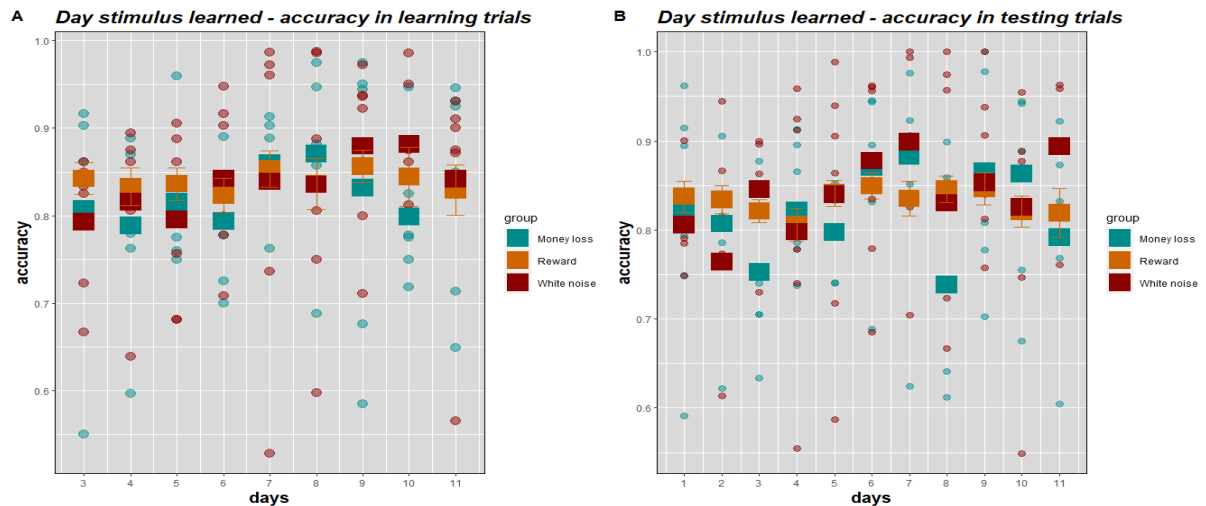 A
Day stimulus learned - accuracy in learning trials
1.0
0.9
0.8
0.7
0.6
accuracy
3 4 5 6 7 8 9 10 11
days
group
Money loss
Reward
White noise
B
Day stimulus learned - accuracy in testing trials
1.0
0.9
0.8
0.7
0.6
accuracy
1 2 3 4 5 6 7 8 9 10 11
days
group
Money loss
Reward
White noise